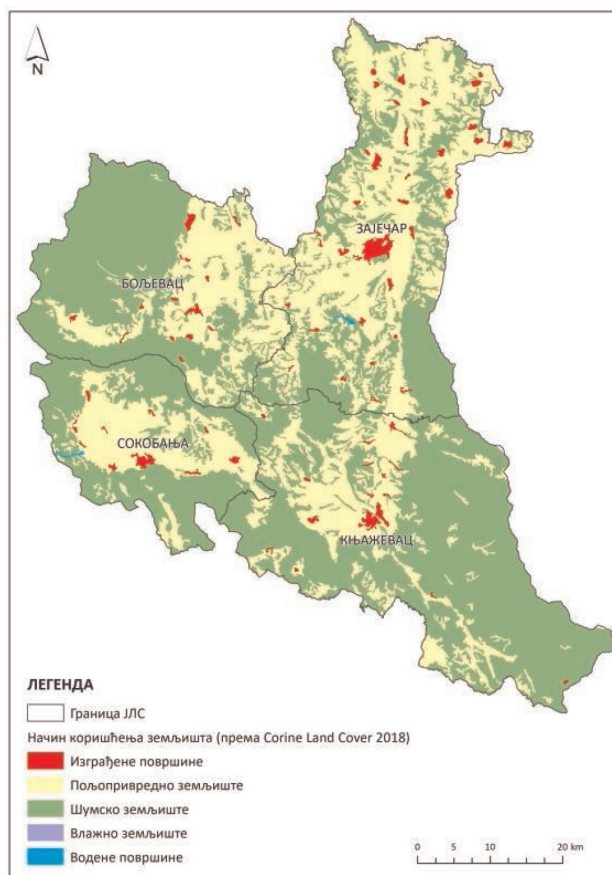 N
ЗАЈЕЧАР
БОЉЕВАЦ
СОКОБАЊА
КЊАЖЕВАЦ
ЛЕГЕНДА
Граница ЈЛС
Начин коришћења земљишта (према Corine Land Cover 2018)
Изграђене површине
Пољопривредно земљиште
Шумско земљиште
Влажно земљиште
Водене површине
0 5 10 20 km